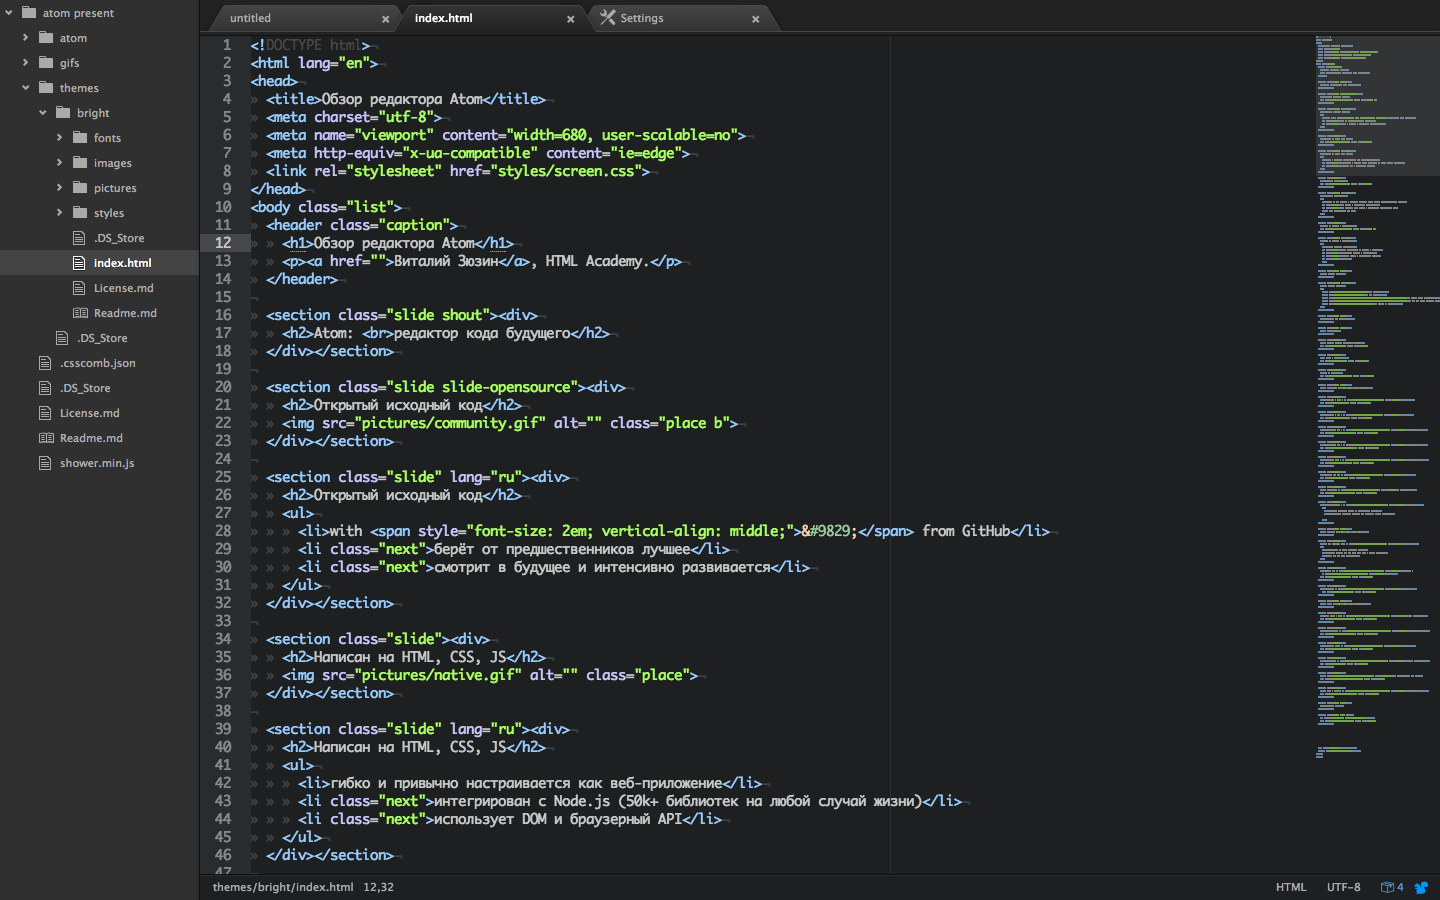 atom present
atom
gifs
themes
bright
fonts
images
pictures
styles
.DS_Store
index.html
License.md
Readme.md
.DS_Store
.csscomb.json
.DS_Store
License.md
Readme.md
shower.min.js
untitled
index.html
Settings
1 <!DOCTYPE html>
2 <html lang="en">
3 <head>
4 <title>Обзор редактора Atom</title>
5 <meta charset="utf-8">
6 <meta name="viewport" content="width=680, user-scalable=no">
7 <meta http-equiv="x-ua-compatible" content="ie=edge">
8 <link rel="stylesheet" href="styles/screen.css">
9 </head>
10 <body class="list">
11 <header class="caption">
12 <h1>Обзор редактора Atom</h1>
13 <p><a href="">Виталий Зюзин</a>, HTML Academy.</p>
14 </header>
15
16 <section class="slide shout"><div>
17 <h2>Atom: <br>редактор кода будущего</h2>
18 </div></section>
19
20 <section class="slide slide-opensource"><div>
21 <h2>Открытый исходный код</h2>
22 <img src="pictures/community.gif" alt="" class="place b">
23 </div></section>
24
25 <section class="slide" lang="ru"><div>
26 <h2>Открытый исходный код</h2>
27 <ul>
28 <li>with <span style="font-size: 2em; vertical-align: middle;">&#9829;</span> from GitHub</li>
29 <li class="next">берёт от предшественников лучшее</li>
30 <li class="next">смотрит в будущее и интенсивно развивается</li>
31 </ul>
32 </div></section>
33
34 <section class="slide"><div>
35 <h2>Написан на HTML, CSS, JS</h2>
36 <img src="pictures/native.gif" alt="" class="place">
37 </div></section>
38
39 <section class="slide" lang="ru"><div>
40 <h2>Написан на HTML, CSS, JS</h2>
41 <ul>
42 <li>гибко и привычно настраивается как веб-приложение</li>
43 <li class="next">интегрирован с Node.js (50k+ библиотек на любой случай жизни)</li>
44 <li class="next">использует DOM и браузерный API</li>
45 </ul>
46 </div></section>
47
themes/bright/index.html 12,32
HTML UTF-8 4